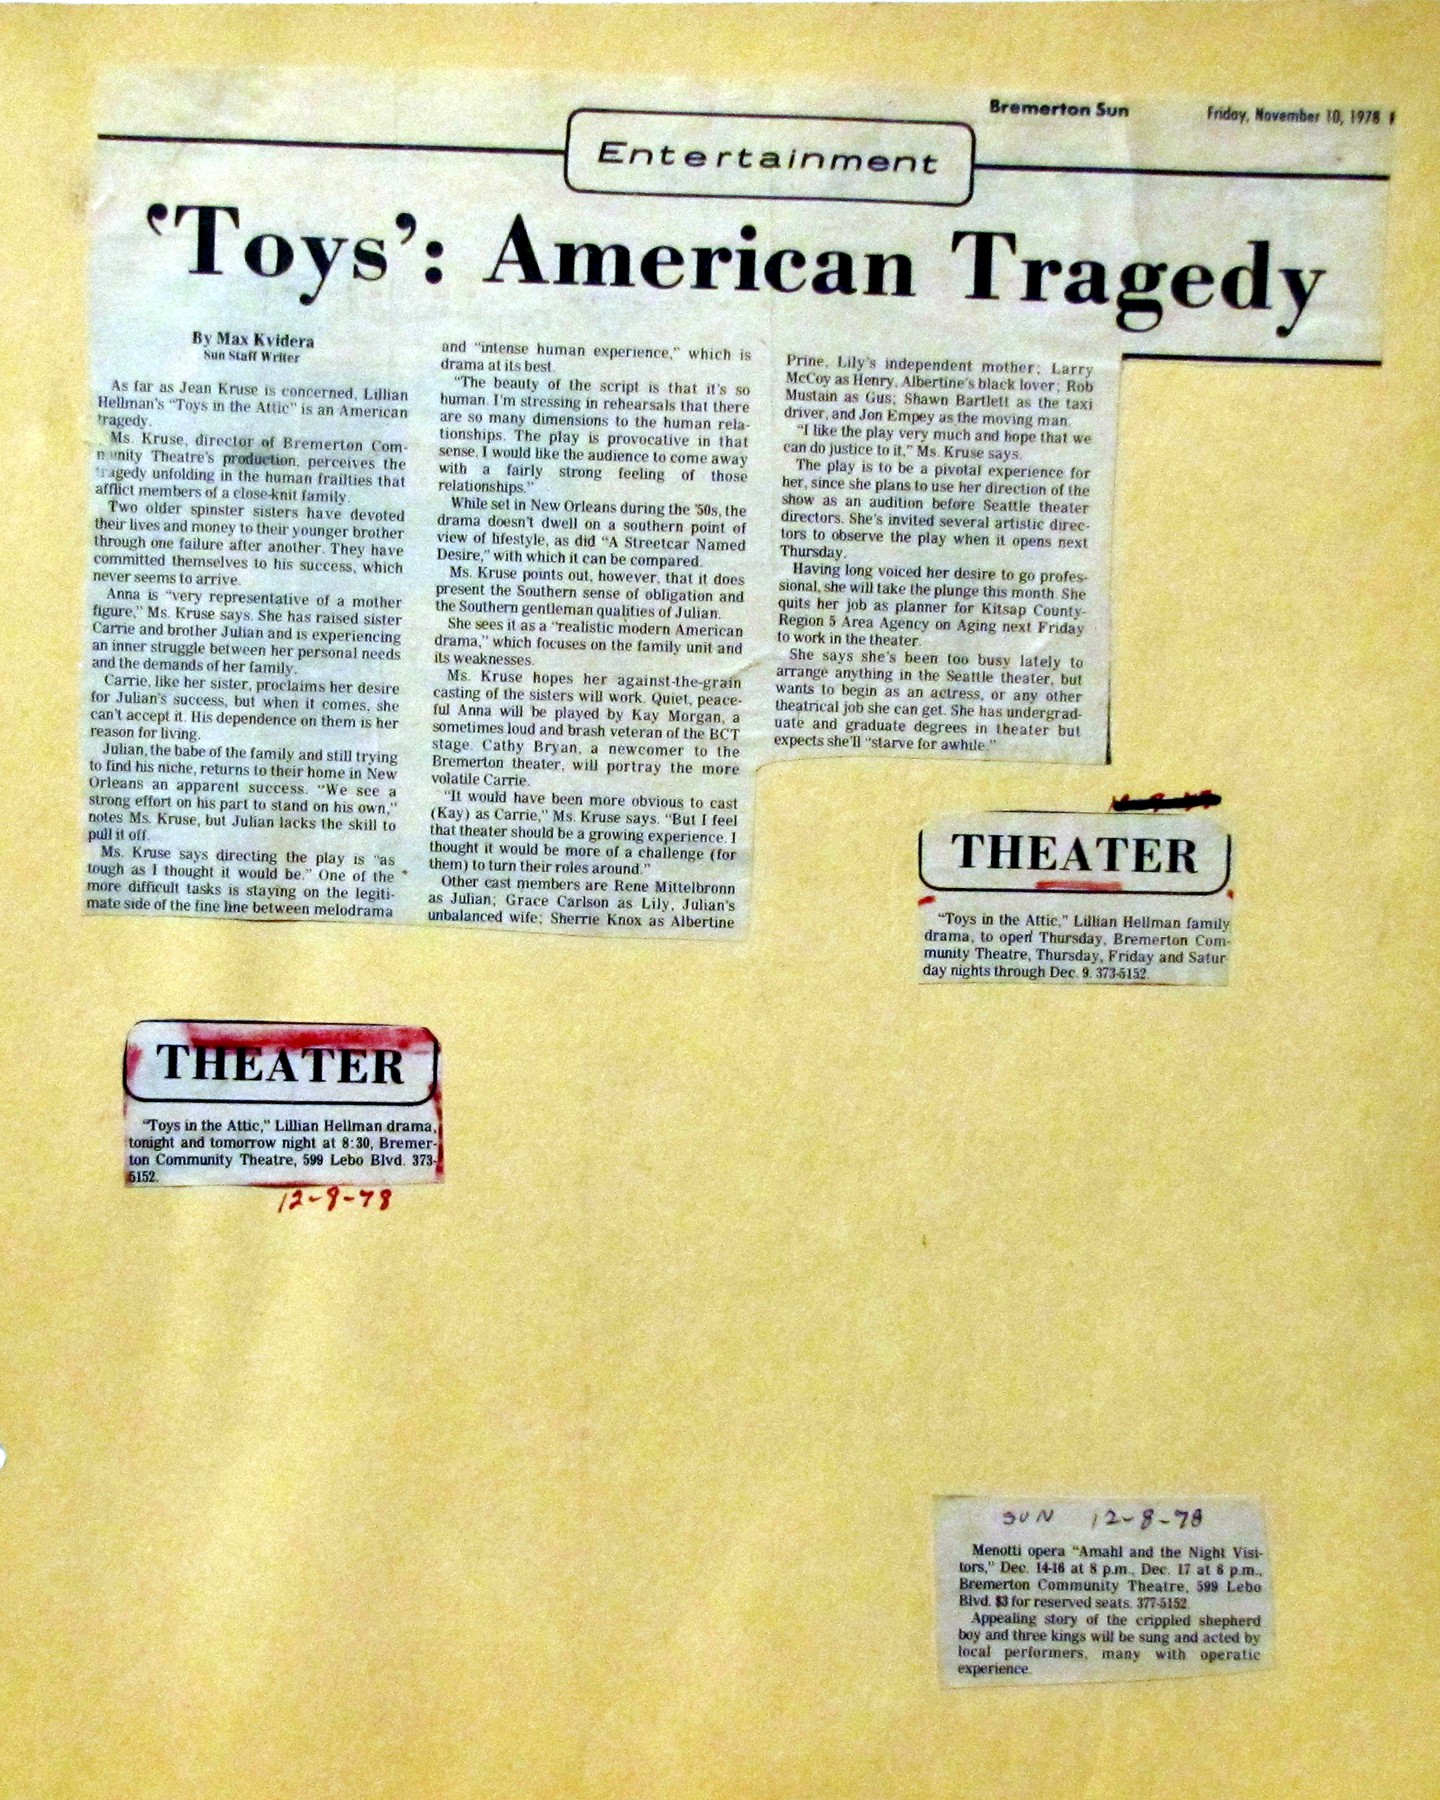 Bremerton Sun Friday, November 10, 1978
Entertainment
'Toys': American Tragedy
By Max Kvidera
Sun Staff Writer
As far as Jean Kruse is concerned, Lillian
Hellman's "Toys in the Attic" is an American
tragedy.
Ms. Kruse, director of Bremerton Com-
munity Theatre's production, perceives the
tragedy unfolding in the human frailties that
afflict members of a close-knit family.
Two older spinster sisters have devoted
their lives and money to their younger brother
through one failure after another. They have
committed themselves to his success, which
never seems to arrive.
Anna is "very representative of a mother
figure," Ms. Kruse says. She has raised sister
Carrie and brother Julian and is experiencing
an inner struggle between her personal needs
and the demands of her family.
Carrie, like her sister, proclaims her desire
for Julian's success, but when it comes, she
can't accept it. His dependence on them is her
reason for living.
Julian, the babe of the family and still trying
to find his niche, returns to their home in New
Orleans an apparent success. "We see a
strong effort on his part to stand on his own,"
notes Ms. Kruse, but Julian lacks the skill to
pull it off.
Ms. Kruse says directing the play is "as
tough as I thought it would be." One of the
more difficult tasks is staying on the legiti-
mate side of the fine line between melodrama
and "intense human experience," which is
drama at its best.
"The beauty of the script is that it's so
human. I'm stressing in rehearsals that there
are so many dimensions to the human rela-
tionships. The play is provocative in that
sense. I would like the audience to come away
with a fairly strong feeling of those
relationships."
While set in New Orleans during the '50s, the
drama doesn't dwell on a southern point of
view of lifestyle, as did "A Streetcar Named
Desire," with which it can be compared.
Ms. Kruse points out, however, that it does
present the Southern sense of obligation and
the Southern gentleman qualities of Julian.
She sees it as a "realistic modern American
drama," which focuses on the family unit and
its weaknesses.
Ms. Kruse hopes her against-the-grain
casting of the sisters will work. Quiet, peace-
ful Anna will be played by Kay Morgan, a
sometimes loud and brash veteran of the BCT
stage. Cathy Bryan, a newcomer to the
Bremerton theater, will portray the more
volatile Carrie.
"It would have been more obvious to cast
(Kay) as Carrie," Ms. Kruse says. "But I feel
that theater should be a growing experience. I
thought it would be more of a challenge (for
them) to turn their roles around."
Other cast members are Rene Mittelbronn
as Julian; Grace Carlson as Lily, Julian's
unbalanced wife; Sherrie Knox as Albertine
Prine, Lily's independent mother; Larry
McCoy as Henry, Albertine's black lover; Rob
Mustain as Gus; Shawn Bartlett as the taxi
driver, and Jon Empey as the moving man.
"I like the play very much and hope that we
can do justice to it," Ms. Kruse says.
The play is to be a pivotal experience for
her, since she plans to use her direction of the
show as an audition before Seattle theater
directors. She's invited several artistic direc-
tors to observe the play when it opens next
Thursday.
Having long voiced her desire to go profes-
sional, she will take the plunge this month. She
quits her job as planner for Kitsap County-
Region 5 Area Agency on Aging next Friday
to work in the theater.
She says she's been too busy lately to
arrange anything in the Seattle theater, but
wants to begin as an actress, or any other
theatrical job she can get. She has undergrad-
uate and graduate degrees in theater but
expects she'll "starve for awhile."
THEATER
"Toys in the Attic," Lillian Hellman family
drama, to open Thursday, Bremerton Com-
munity Theatre, Thursday, Friday and Satur-
day nights through Dec. 9. 373-5152.
THEATER
"Toys in the Attic," Lillian Hellman drama,
tonight and tomorrow night at 8:30, Bremer-
ton Community Theatre, 599 Lebo Blvd. 373-
5152.
12-8-78
SUN 12-8-78
Menotti opera "Amahl and the Night Visi-
tors," Dec. 14-16 at 8 p.m., Dec. 17 at 6 p.m.,
Bremerton Community Theatre, 599 Lebo
Blvd. $3 for reserved seats. 377-5152.
Appealing story of the crippled shepherd
boy and three kings will be sung and acted by
local performers, many with operatic
experience.